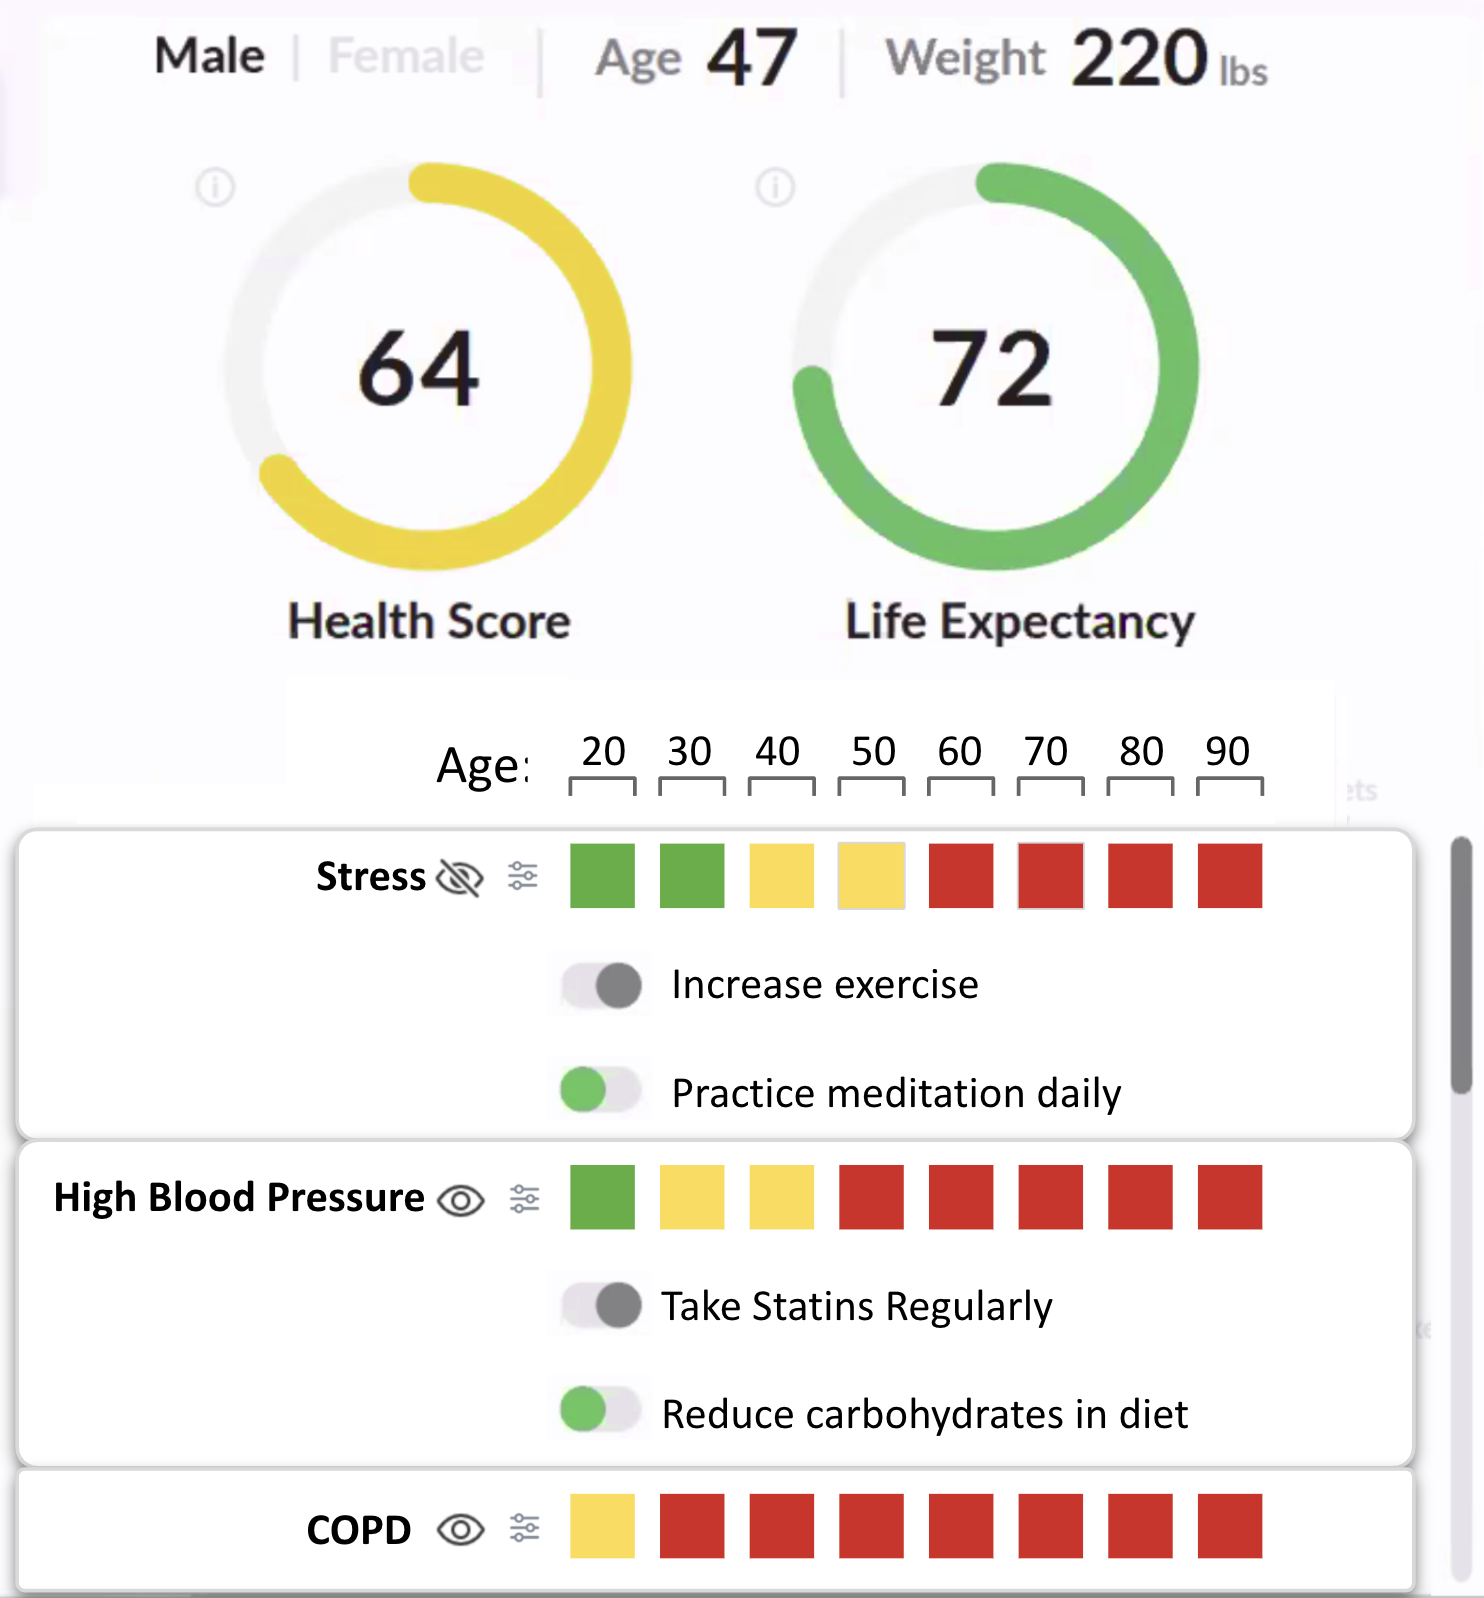 Male | Female | Age 47 | Weight 220 lbs
64 72
Health Score Life Expectancy
Age: 20 30 40 50 60 70 80 90
ets
Stress
Increase exercise
Practice meditation daily
High Blood Pressure
Take Statins Regularly
Reduce carbohydrates in diet
COPD